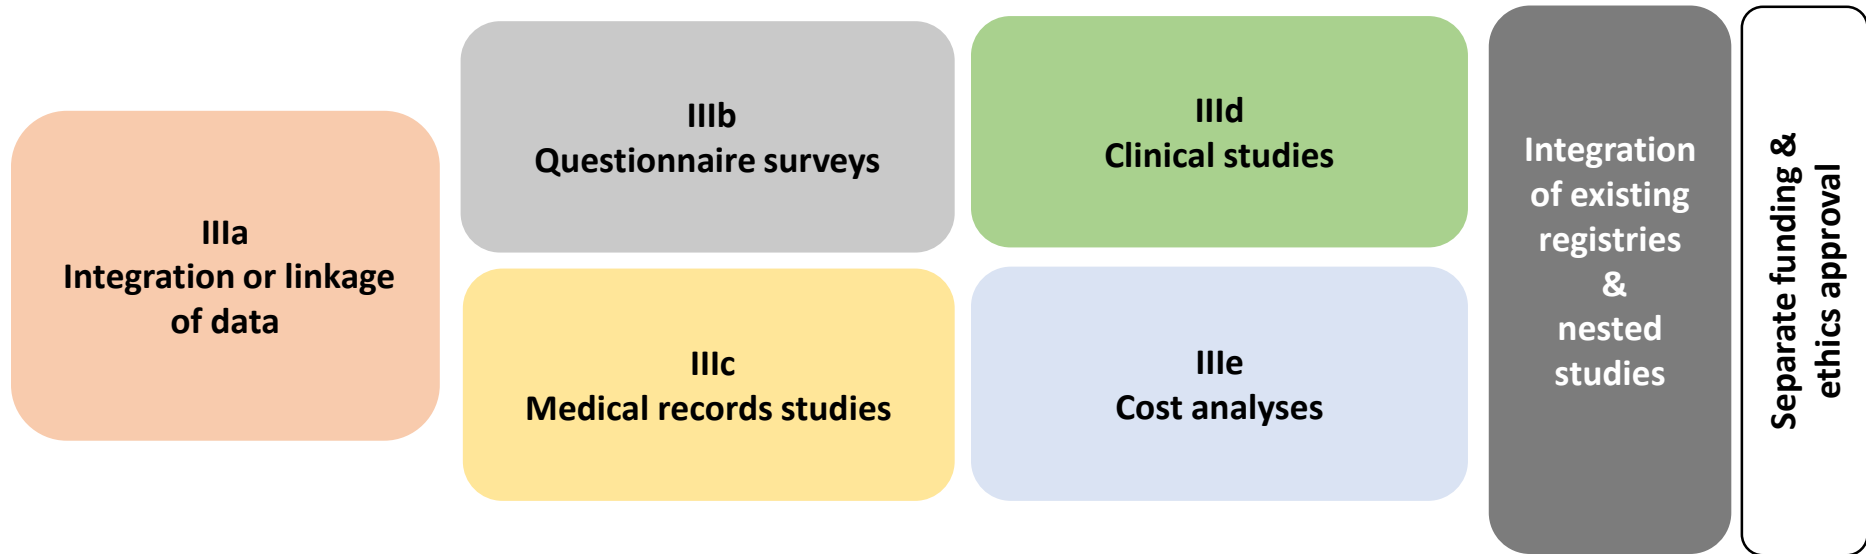 IIIa
Integration or linkage
of data
IIIb
Questionnaire surveys
IIIc
Medical records studies
IIId
Clinical studies
IIIe
Cost analyses
Integration
of existing
registries
&
nested
studies
Separate funding &
ethics approval